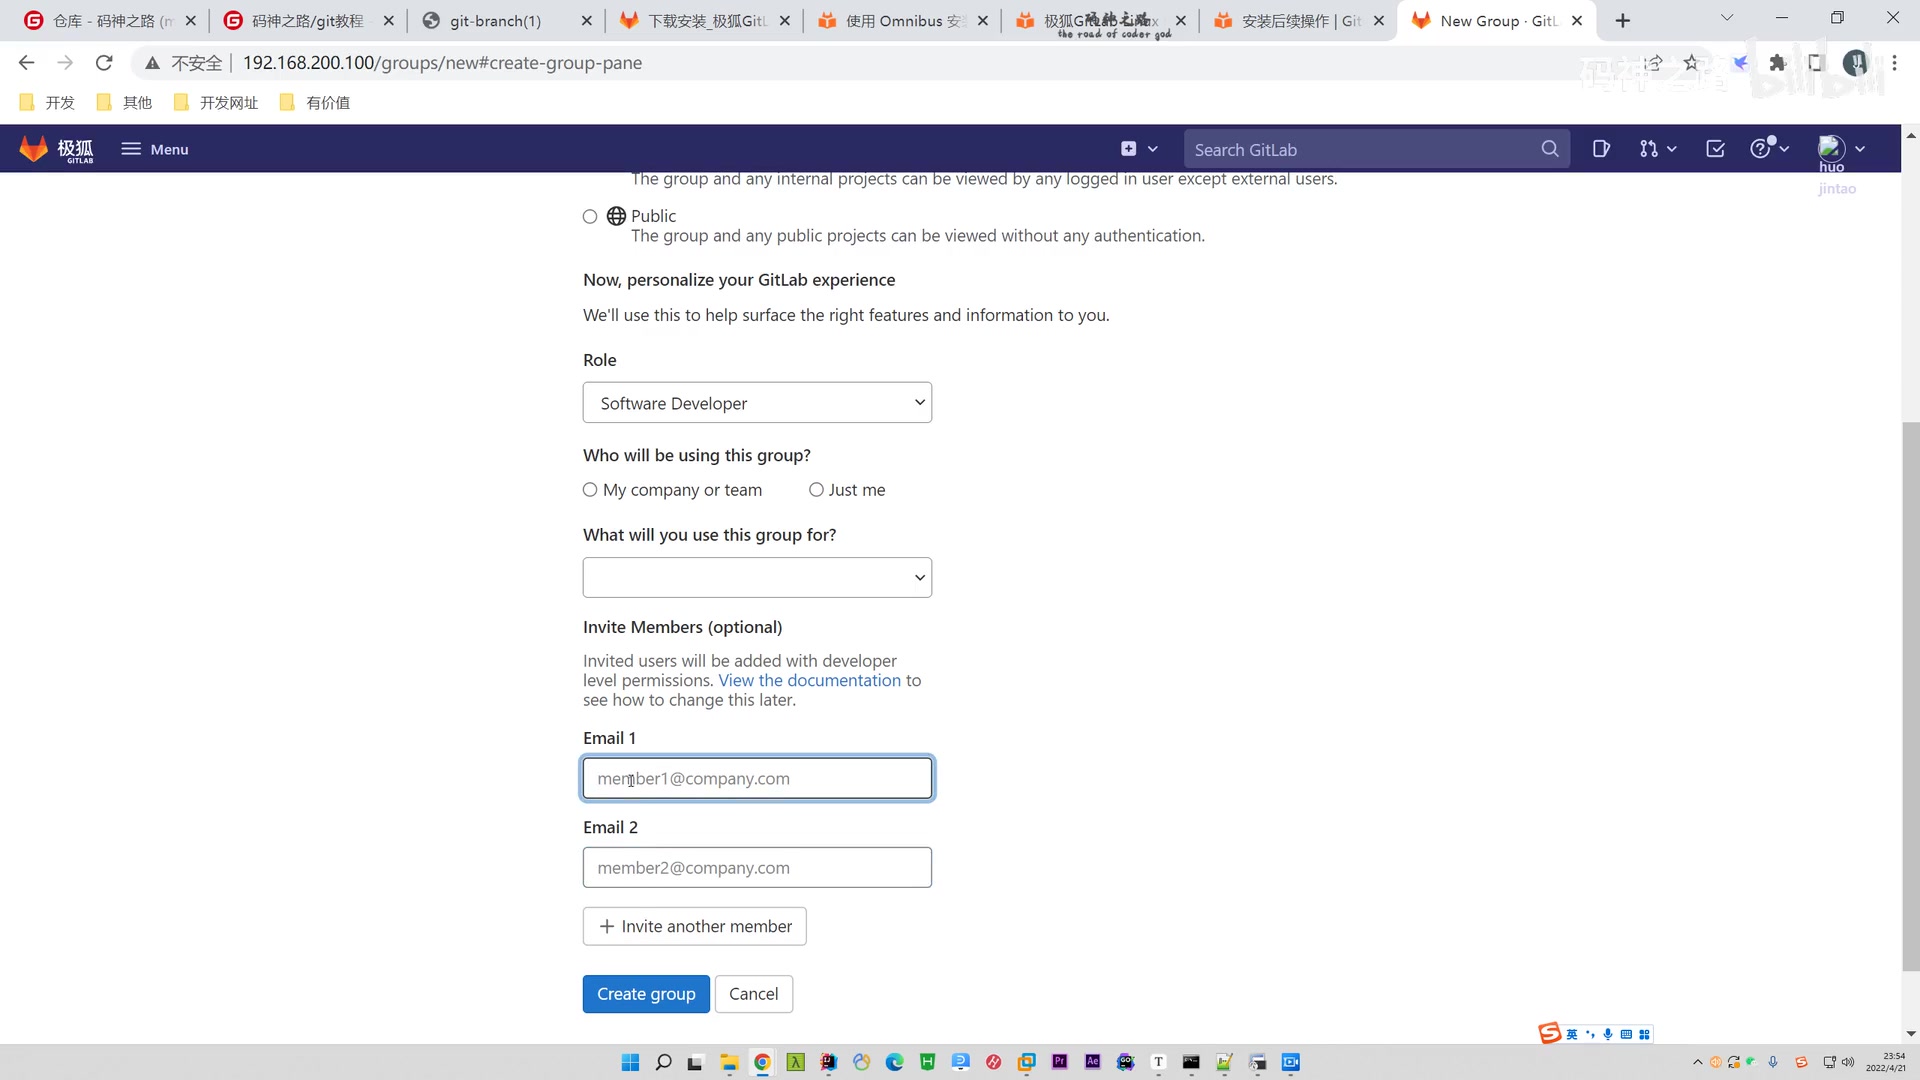 仓库 - 码神之路 (m
码神之路/git教程
git-branch(1)
下载安装_极狐GitL
使用 Omnibus 安
极狐GitLab Linux
安装后续操作 | Git
New Group · GitL
码神之路
the road of coder god
不安全
192.168.200.100/groups/new#create-group-pane
码神之路 bilibili
开发
其他
开发网址
有价值
极狐
GITLAB
Menu
Search GitLab
huo
jintao
The group and any internal projects can be viewed by any logged in user except external users.
Public
The group and any public projects can be viewed without any authentication.
Now, personalize your GitLab experience
We'll use this to help surface the right features and information to you.
Role
Software Developer
Who will be using this group?
My company or team
Just me
What will you use this group for?
Invite Members (optional)
Invited users will be added with developer
level permissions. View the documentation to
see how to change this later.
Email 1
member1@company.com
Email 2
member2@company.com
Invite another member
Create group
Cancel
英
23:54
2022/4/21